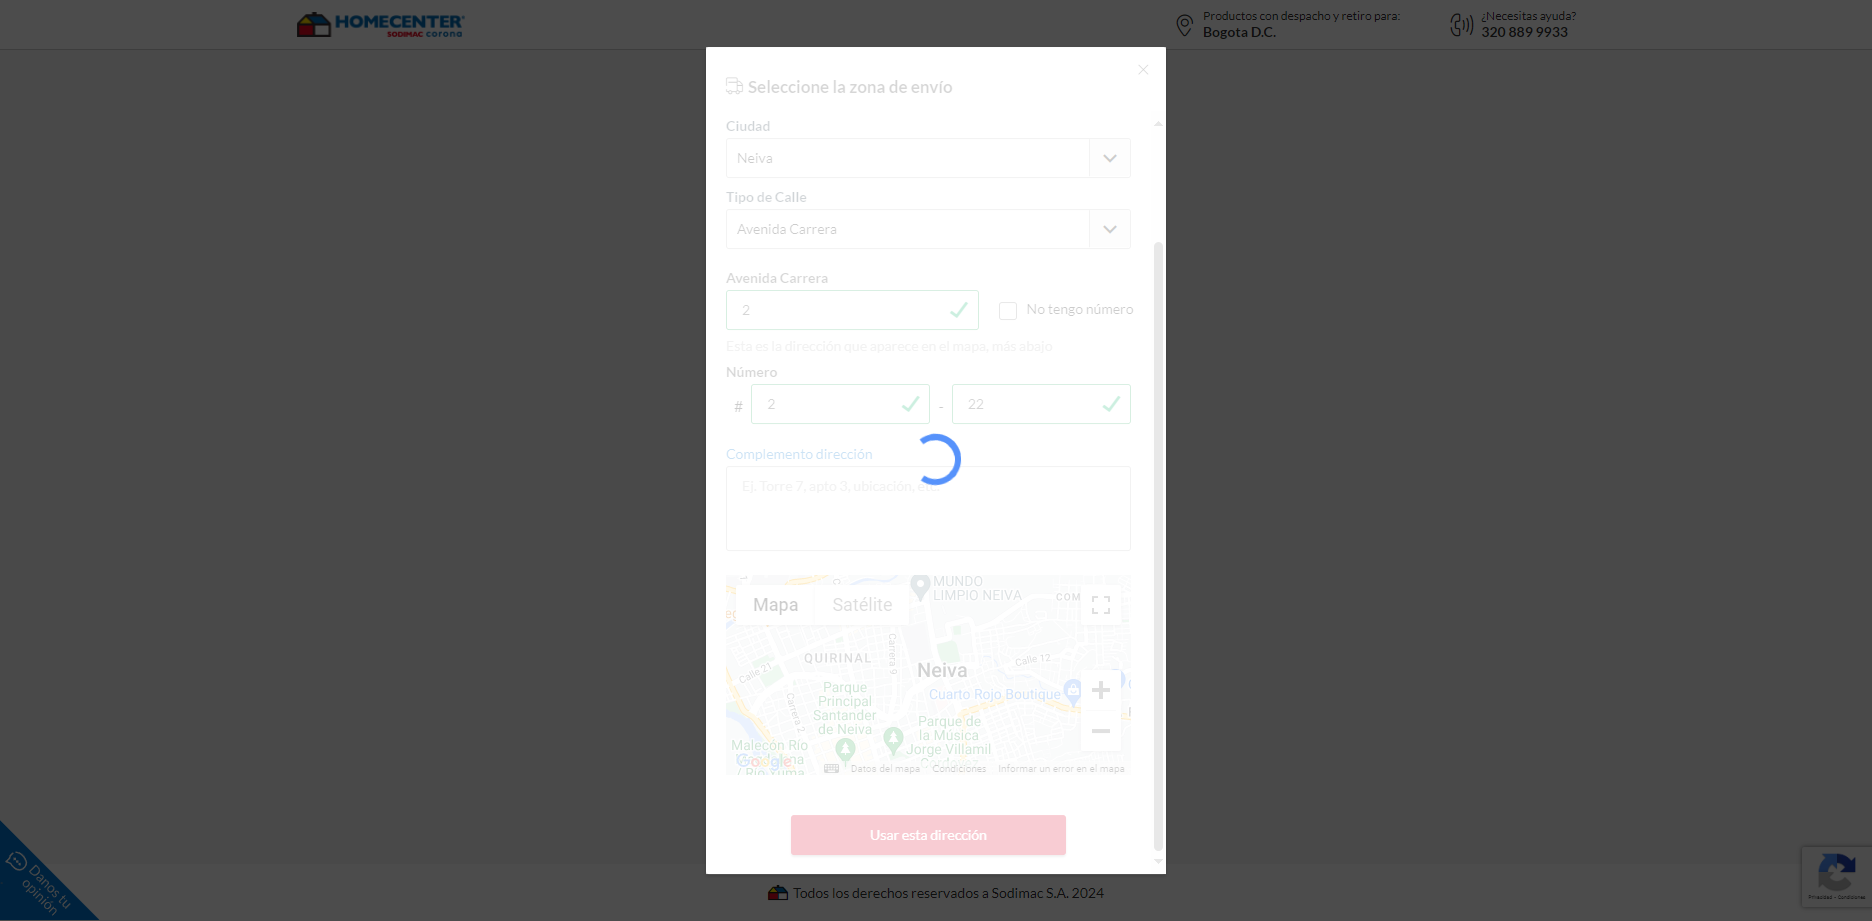 HOMECENTER
SODIMAC corona
Productos con despacho y retiro para:
Bogota D.C.
¿Necesitas ayuda?
320 889 9933
Seleccione la zona de envío
Ciudad
Neiva
Tipo de Calle
Avenida Carrera
Avenida Carrera
2
No tengo número
Esta es la dirección que aparece en el mapa, más abajo
Número
# 2 - 22
Complemento dirección
Ej. Torre 7, apto 3, ubicación,
MUNDO
LIMPIO NEIVA
COM
Mapa
Satélite
Carrera 9
QUIRINAL
Calle 12
Calle 21
Neiva
Cuarto Rojo Boutique
Parque
Principal
Santander
de Neiva
Carrera 2
Parque de
la Música
Jorge Villamil
Malecón Río
Google
Datos del mapa
Condiciones
Informar un error en el mapa
Usar esta dirección
Danos tu
opinión
Todos los derechos reservados a Sodimac S.A. 2024
Privacidad - Condiciones